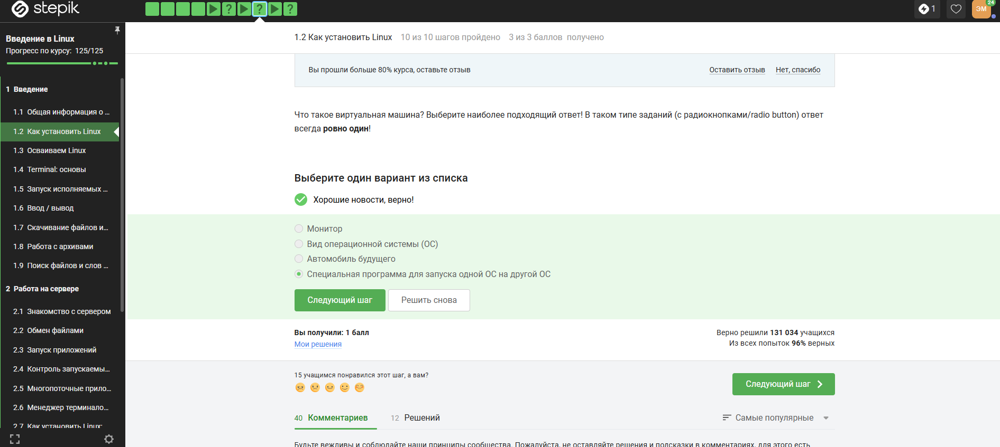 stepik
? ? ?
1
ЭМ
24
Введение в Linux
Прогресс по курсу: 125/125
1 Введение
1.1 Общая информация о ...
1.2 Как установить Linux
1.3 Осваиваем Linux
1.4 Terminal: основы
1.5 Запуск исполняемых ...
1.6 Ввод / вывод
1.7 Скачивание файлов и...
1.8 Работа с архивами
1.9 Поиск файлов и слов ...
2 Работа на сервере
2.1 Знакомство с сервером
2.2 Обмен файлами
2.3 Запуск приложений
2.4 Контроль запускаемы...
2.5 Многопоточные прило...
2.6 Менеджер терминало...
2.7 Как установить Linux:
1.2 Как установить Linux 10 из 10 шагов пройдено 3 из 3 баллов получено
Вы прошли больше 80% курса, оставьте отзыв Оставить отзыв Нет, спасибо
Что такое виртуальная машина? Выберите наиболее подходящий ответ! В таком типе заданий (с радиокнопками/radio button) ответ
всегда ровно один!
Выберите один вариант из списка
Хорошие новости, верно!
Монитор
Вид операционной системы (ОС)
Автомобиль будущего
Специальная программа для запуска одной ОС на другой ОС
Следующий шаг Решить снова
Вы получили: 1 балл
Мои решения
Верно решили 131 034 учащихся
Из всех попыток 96% верных
15 учащимся понравился этот шаг, а вам?
Следующий шаг
40 Комментариев 12 Решений Самые популярные
Будьте вежливы и соблюдайте наши принципы сообщества. Пожалуйста, не оставляйте решения и подсказки в комментариях, для этого есть